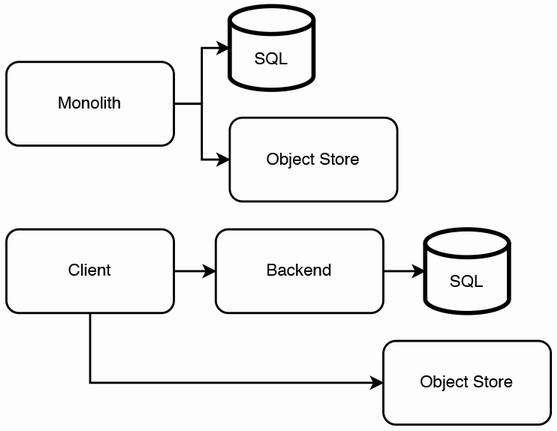 SQL
Monolith
Object Store
Client
Backend
SQL
Object Store